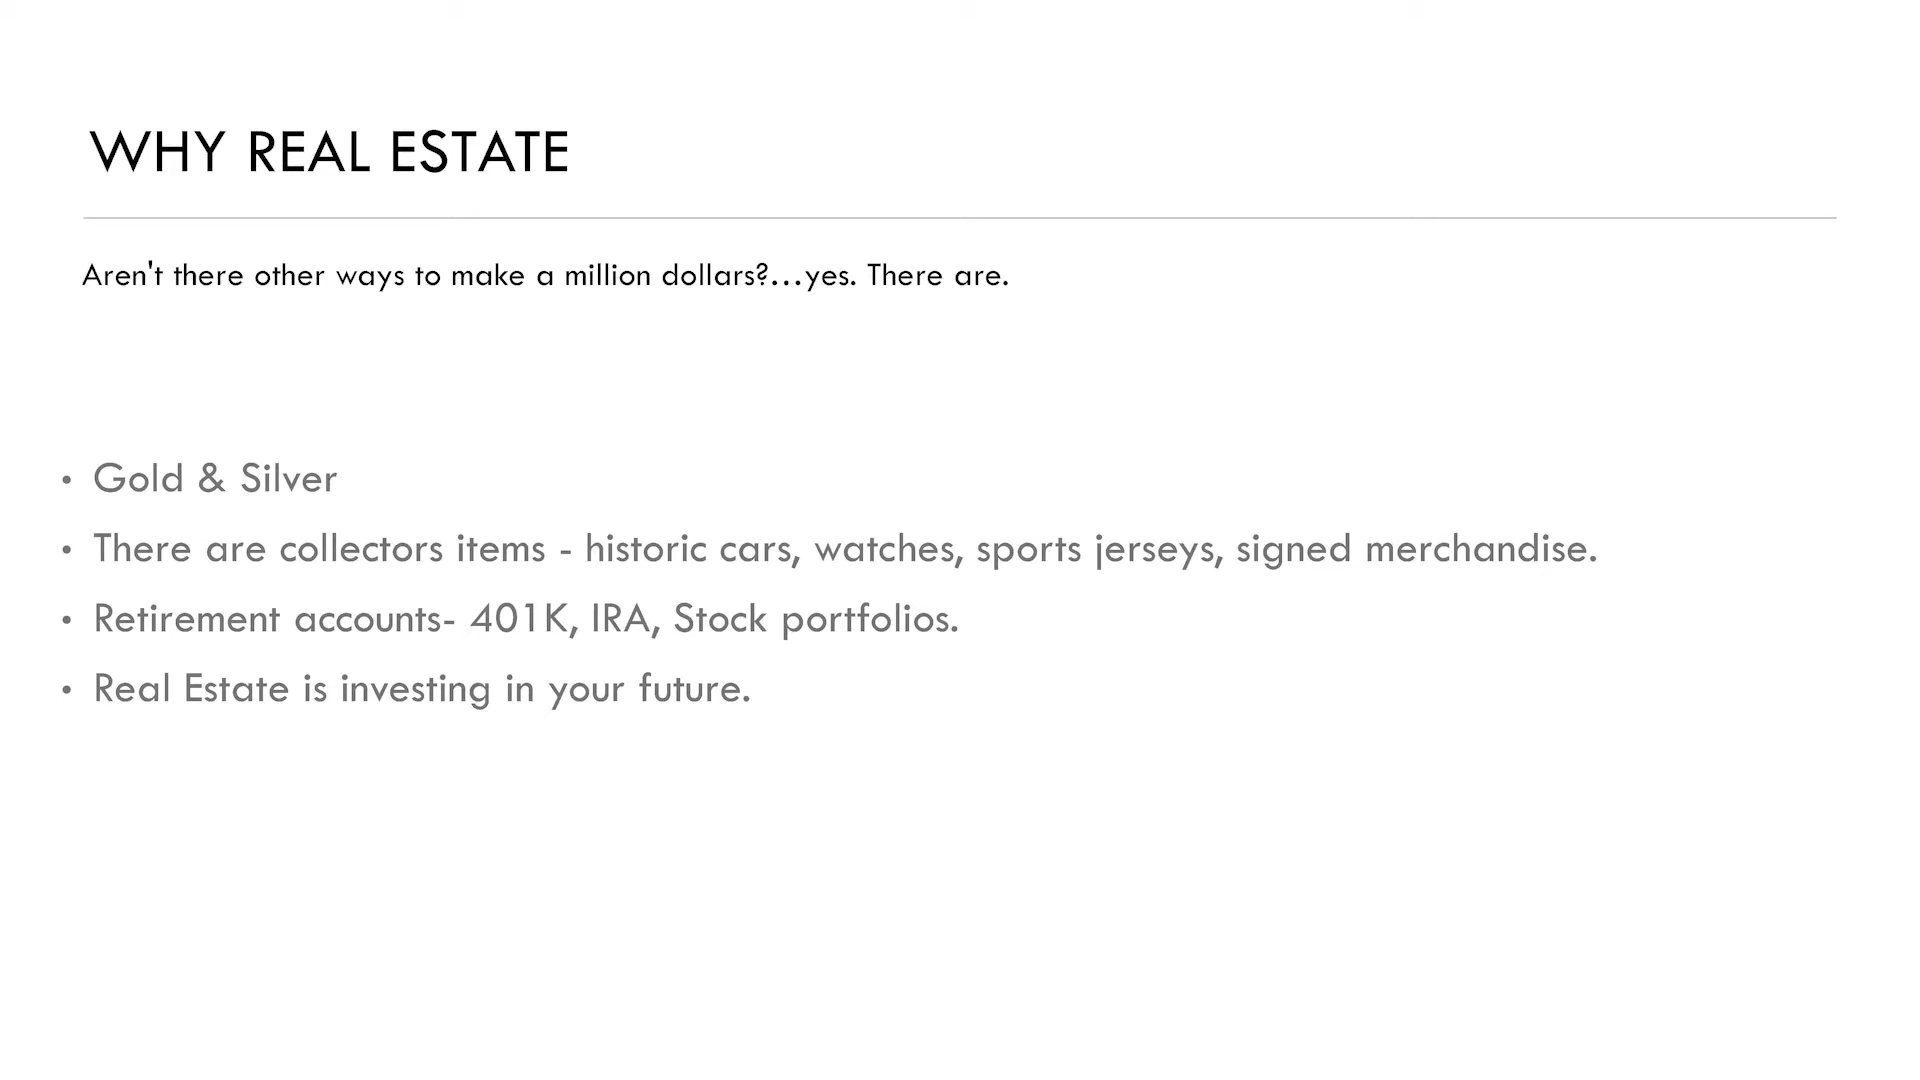 WHY REAL ESTATE
Aren't there other ways to make a million dollars?...yes. There are.
• Gold & Silver
• There are collectors items - historic cars, watches, sports jerseys, signed merchandise.
• Retirement accounts- 401K, IRA, Stock portfolios.
• Real Estate is investing in your future.